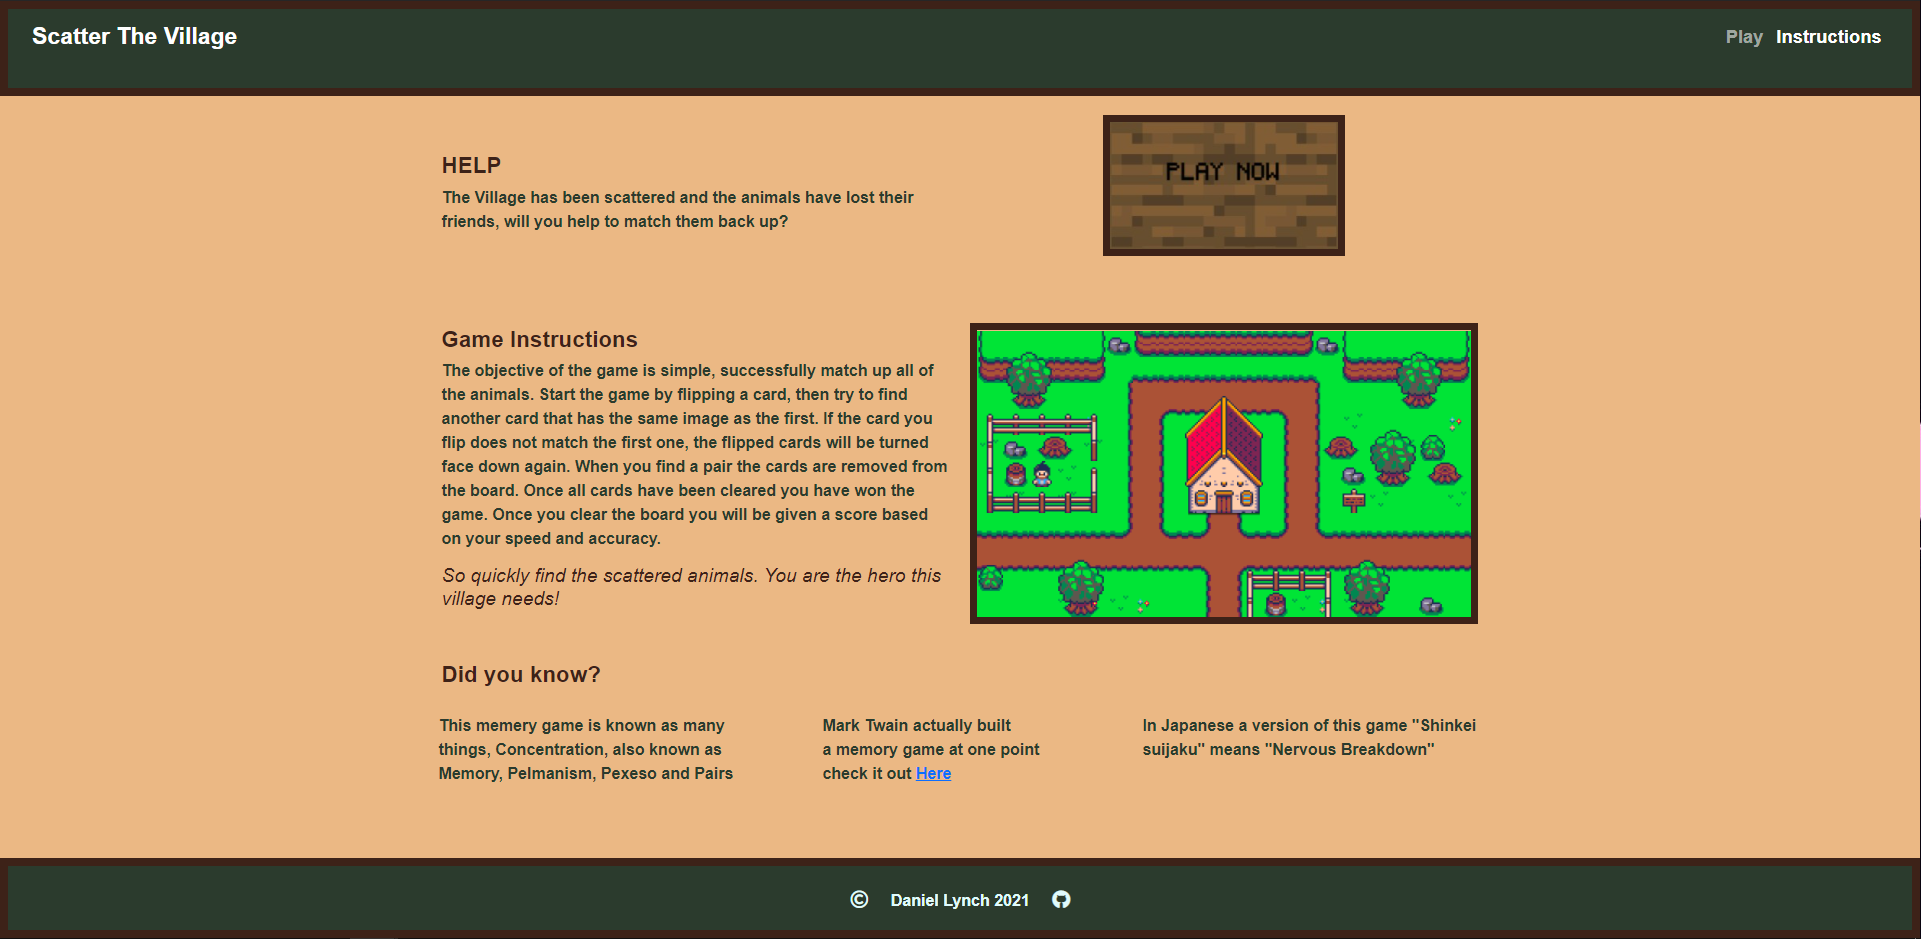 Scatter The Village
Play Instructions
HELP
The Village has been scattered and the animals have lost their
friends, will you help to match them back up?
PLAY NOW
Game Instructions
The objective of the game is simple, successfully match up all of
the animals. Start the game by flipping a card, then try to find
another card that has the same image as the first. If the card you
flip does not match the first one, the flipped cards will be turned
face down again. When you find a pair the cards are removed from
the board. Once all cards have been cleared you have won the
game. Once you clear the board you will be given a score based
on your speed and accuracy.
So quickly find the scattered animals. You are the hero this
village needs!
Did you know?
This memery game is known as many
things, Concentration, also known as
Memory, Pelmanism, Pexeso and Pairs
Mark Twain actually built
a memory game at one point
check it out Here
In Japanese a version of this game "Shinkei
suijaku" means "Nervous Breakdown"
© Daniel Lynch 2021